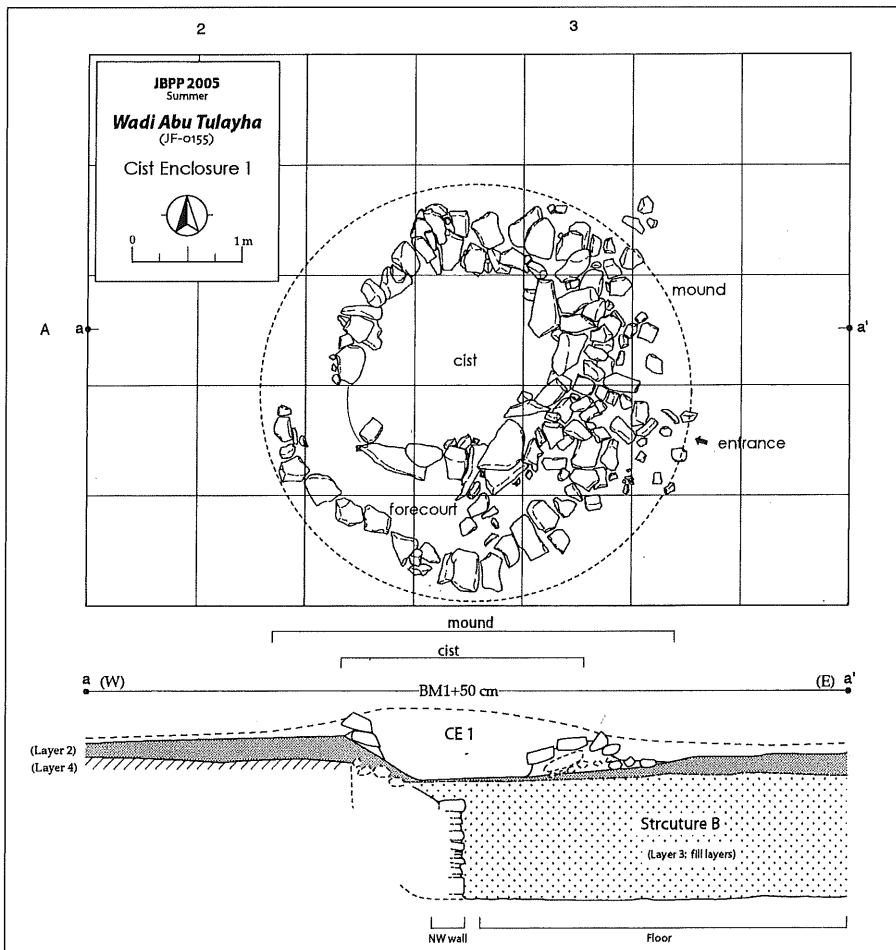 2 3
JBPP 2005
Summer
Wadi Abu Tulayha
(JF-0155)
Cist Enclosure 1
0 1m
mound
A a a'
cist
entrance
forecourt
mound
cist
a (W) (E) a'
BM1+50 cm
CE 1
(Layer 2)
(Layer 4)
Strcuture B
(Layer 3: fill layers)
NW wall Floor